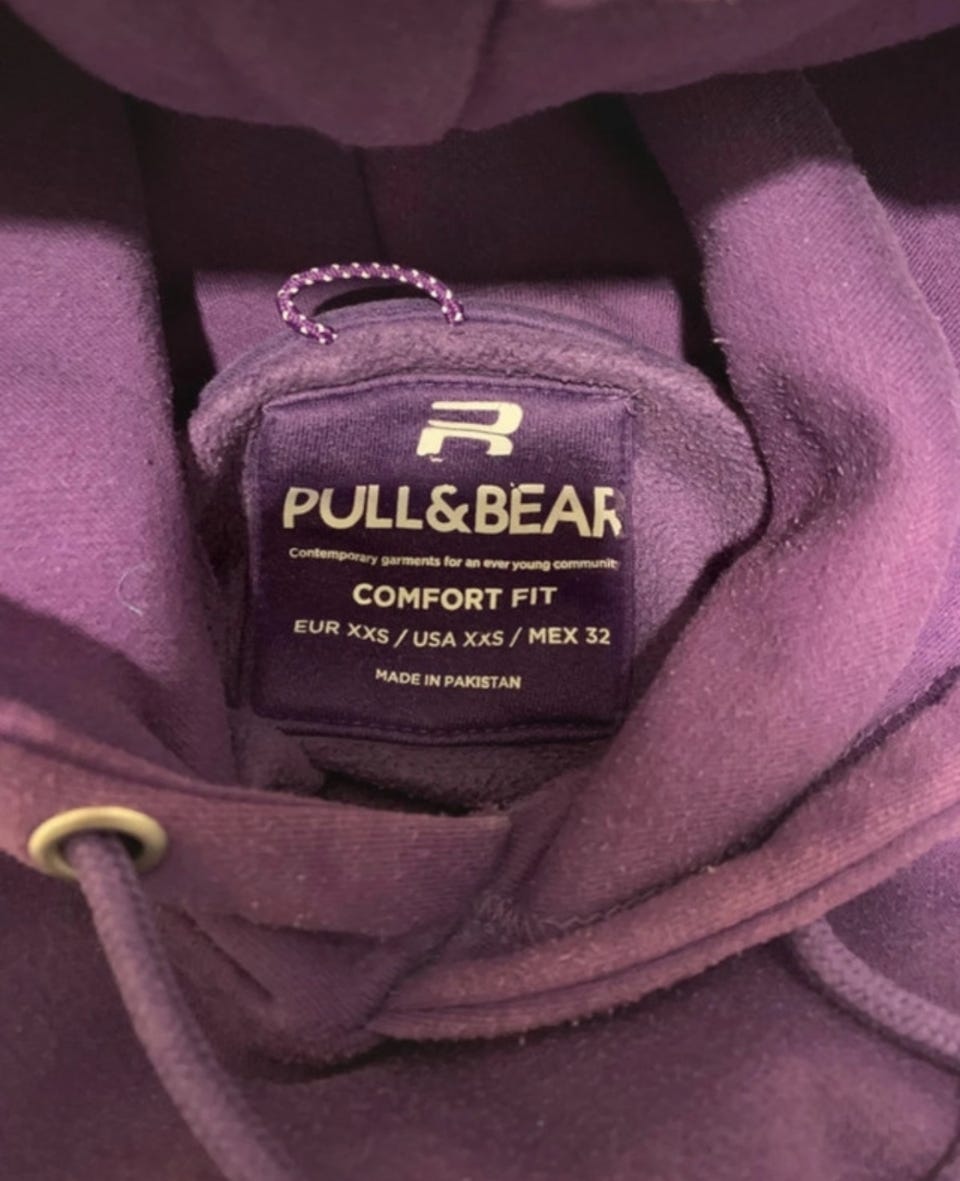 PULL&BEAR
Contemporary garments for an ever young community
COMFORT FIT
EUR XXS / USA XXS / MEX 32
MADE IN PAKISTAN